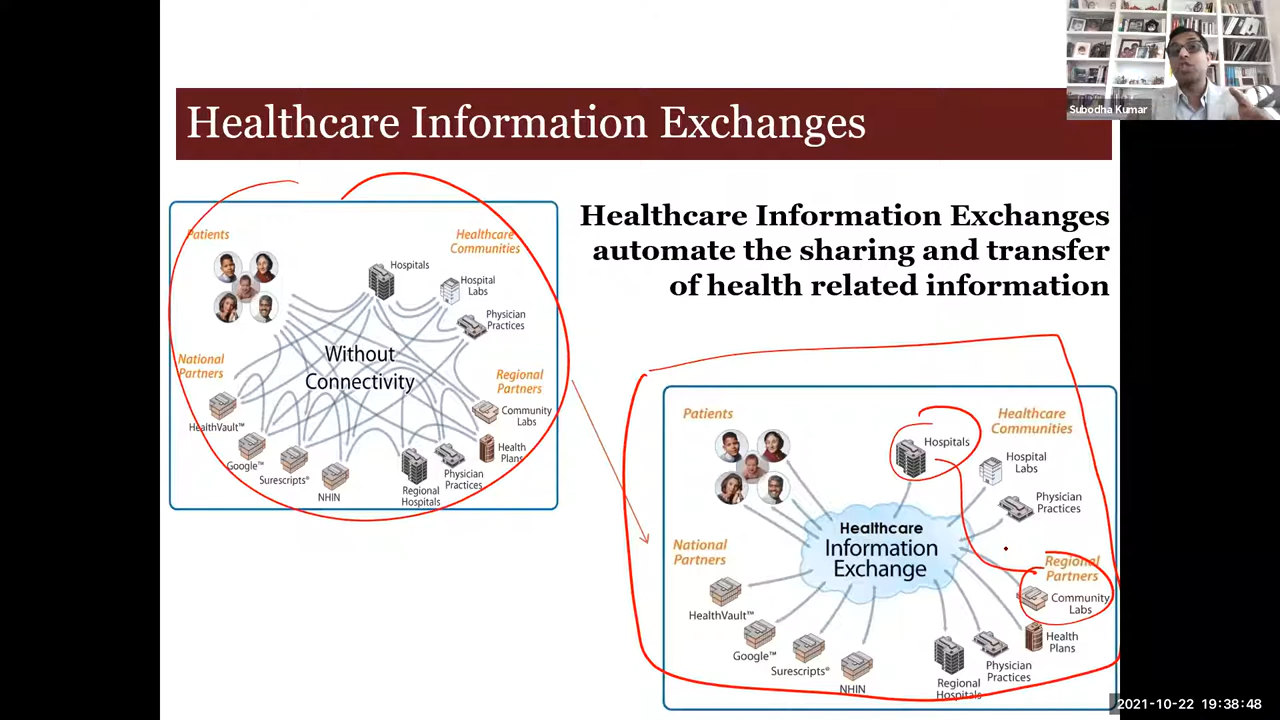 Subodha Kumar
Healthcare Information Exchanges
Healthcare Information Exchanges
automate the sharing and transfer
of health related information
Patients
Healthcare
Communities
Hospitals
Hospital
Labs
Physician
Practices
Without
Connectivity
National
Partners
Regional
Partners
HealthVault™
Community
Labs
Google™
Health
Plans
Surescripts®
NHIN
Regional
Hospitals
Physician
Practices
Patients
Healthcare
Communities
Hospitals
Hospital
Labs
Physician
Practices
Healthcare
Information
Exchange
National
Partners
Regional
Partners
HealthVault™
Community
Labs
Google™
Health
Plans
Surescripts®
NHIN
Regional
Hospitals
Physician
Practices
2021-10-22 19:38:48